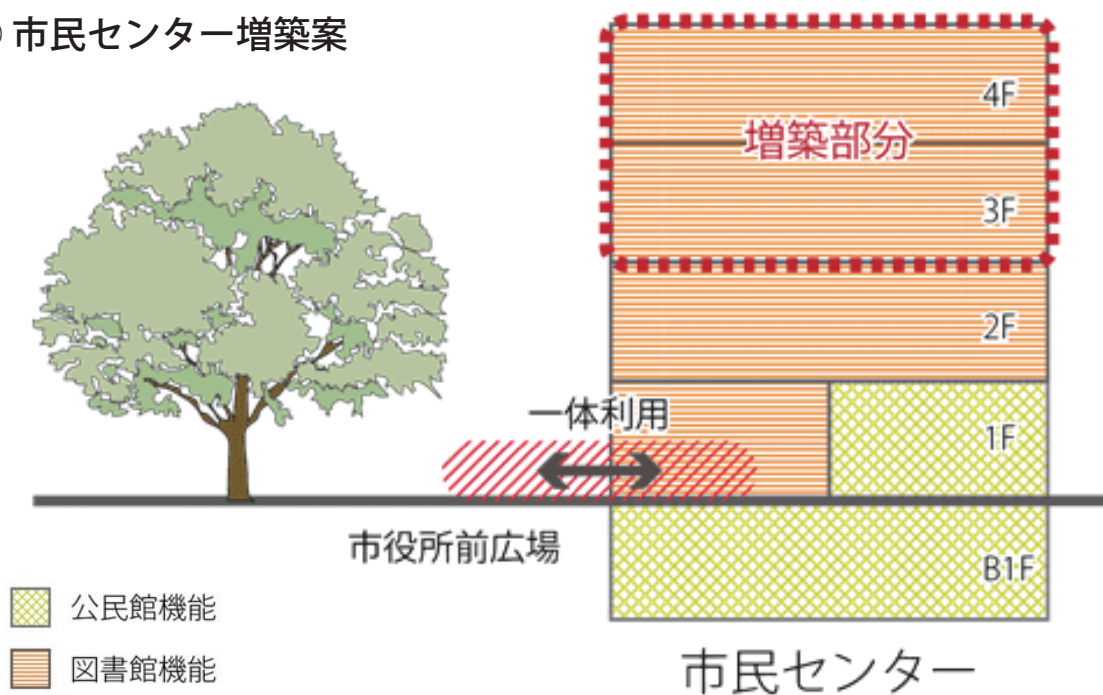 市民センター増築案
4F
増築部分
3F
2F
一体利用
1F
市役所前広場
B1F
公民館機能
図書館機能
市民センター